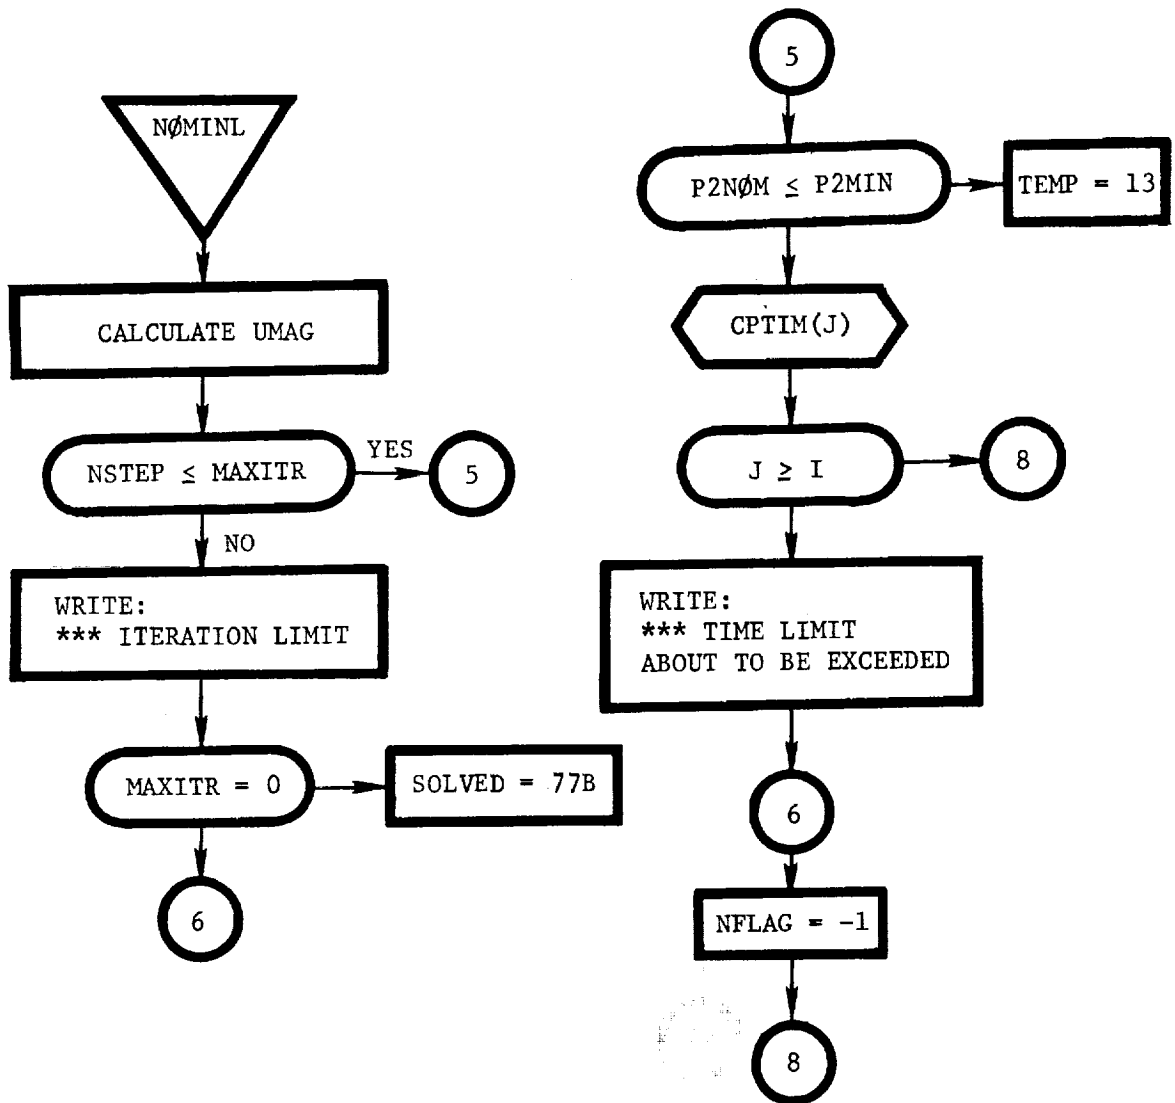 NØMINL
CALCULATE UMAG
NSTEP ≤ MAXITR
YES
5
NO
WRITE:
*** ITERATION LIMIT
MAXITR = 0
SOLVED = 77B
6
5
P2NØM ≤ P2MIN
TEMP = 13
CPTIM(J)
J ≥ I
8
WRITE:
*** TIME LIMIT
ABOUT TO BE EXCEEDED
6
NFLAG = -1
8